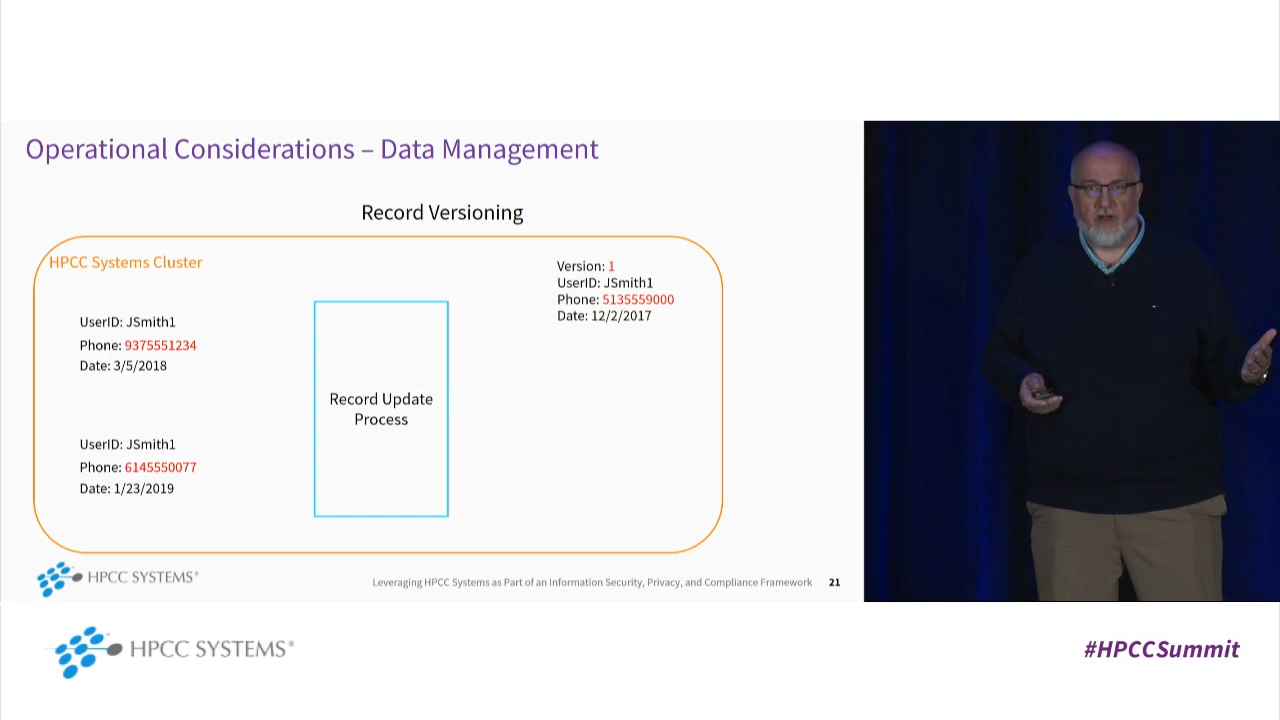 Operational Considerations – Data Management
Record Versioning
HPCC Systems Cluster
UserID: JSmith1
Phone: 9375551234
Date: 3/5/2018
UserID: JSmith1
Phone: 6145550077
Date: 1/23/2019
Record Update
Process
Version: 1
UserID: JSmith1
Phone: 5135559000
Date: 12/2/2017
HPCC SYSTEMS®
Leveraging HPCC Systems as Part of an Information Security, Privacy, and Compliance Framework 21
HPCC SYSTEMS®
#HPCCSummit